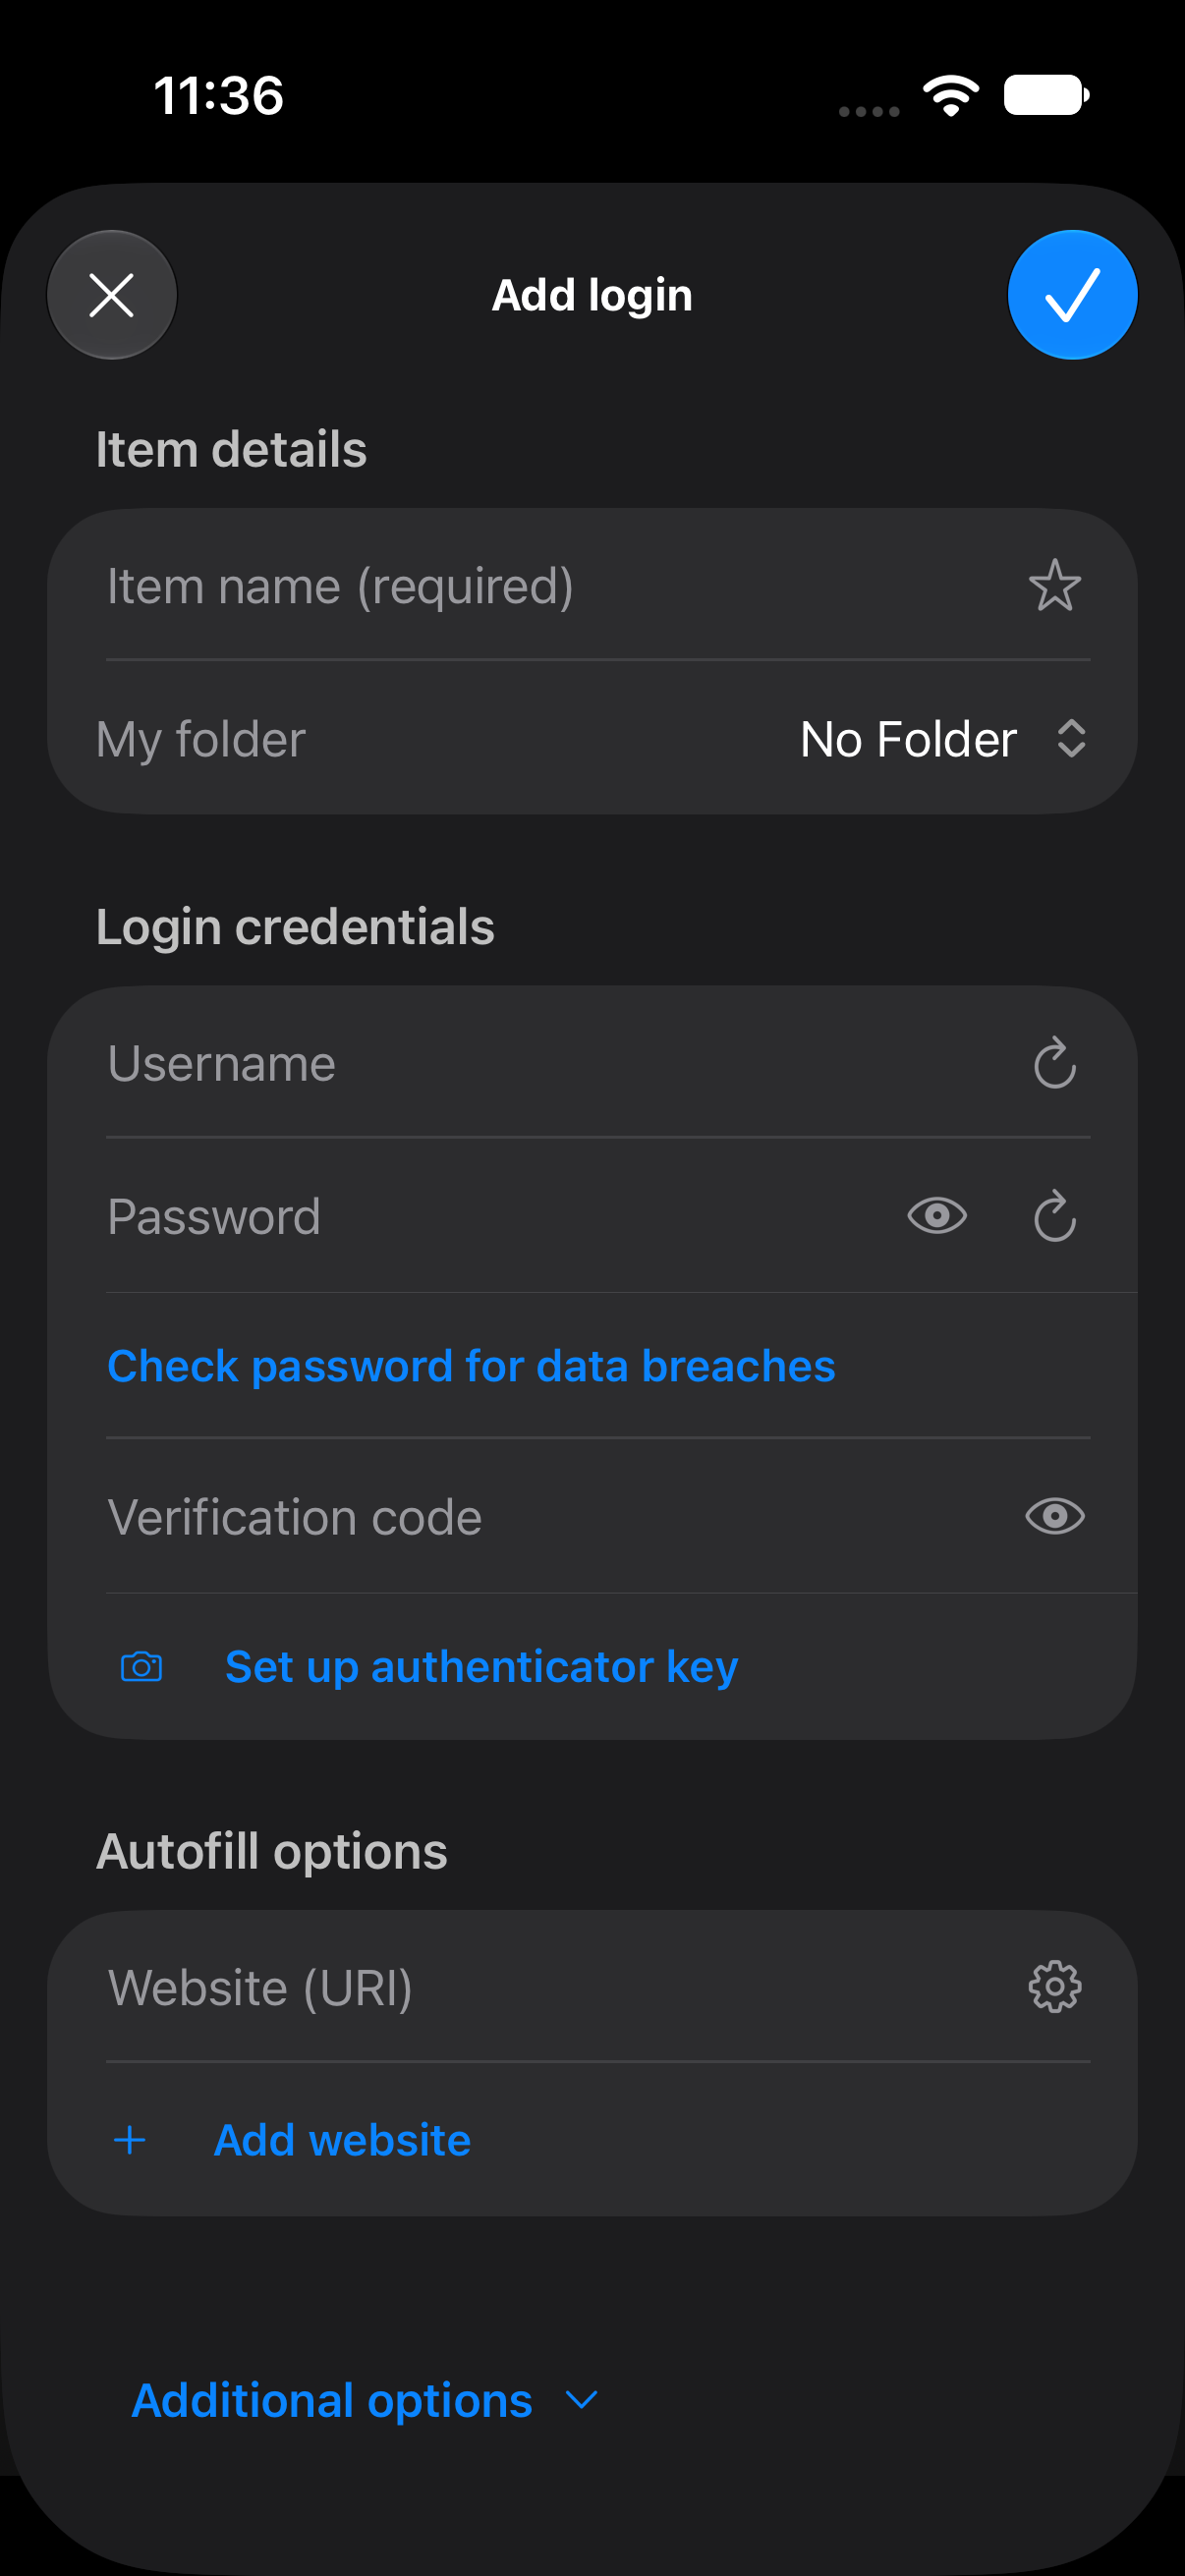 11:36
Add login
Item details
Item name (required)
My folder No Folder
Login credentials
Username
Password
Check password for data breaches
Verification code
Set up authenticator key
Autofill options
Website (URI)
Add website
Additional options